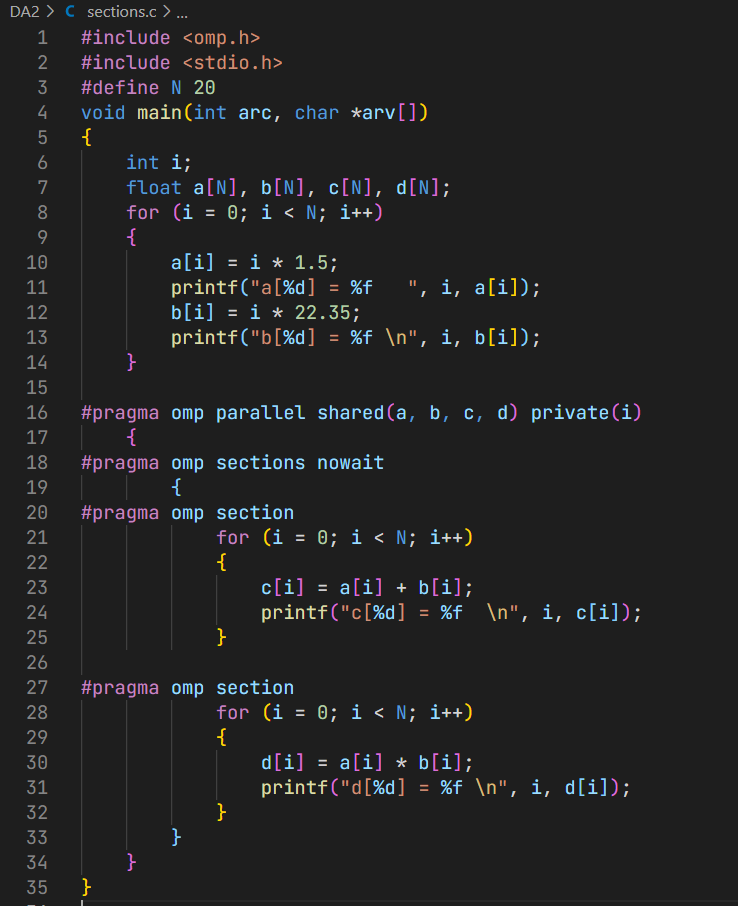 DA2 > C sections.c > ...
1 #include <omp.h>
2 #include <stdio.h>
3 #define N 20
4 void main(int arc, char *arv[])
5 {
6     int i;
7     float a[N], b[N], c[N], d[N];
8     for (i = 0; i < N; i++)
9     {
10         a[i] = i * 1.5;
11         printf("a[%d] = %f   ", i, a[i]);
12         b[i] = i * 22.35;
13         printf("b[%d] = %f \n", i, b[i]);
14     }
15
16 #pragma omp parallel shared(a, b, c, d) private(i)
17     {
18 #pragma omp sections nowait
19         {
20 #pragma omp section
21             for (i = 0; i < N; i++)
22             {
23                 c[i] = a[i] + b[i];
24                 printf("c[%d] = %f  \n", i, c[i]);
25             }
26
27 #pragma omp section
28             for (i = 0; i < N; i++)
29             {
30                 d[i] = a[i] * b[i];
31                 printf("d[%d] = %f \n", i, d[i]);
32             }
33         }
34     }
35 }